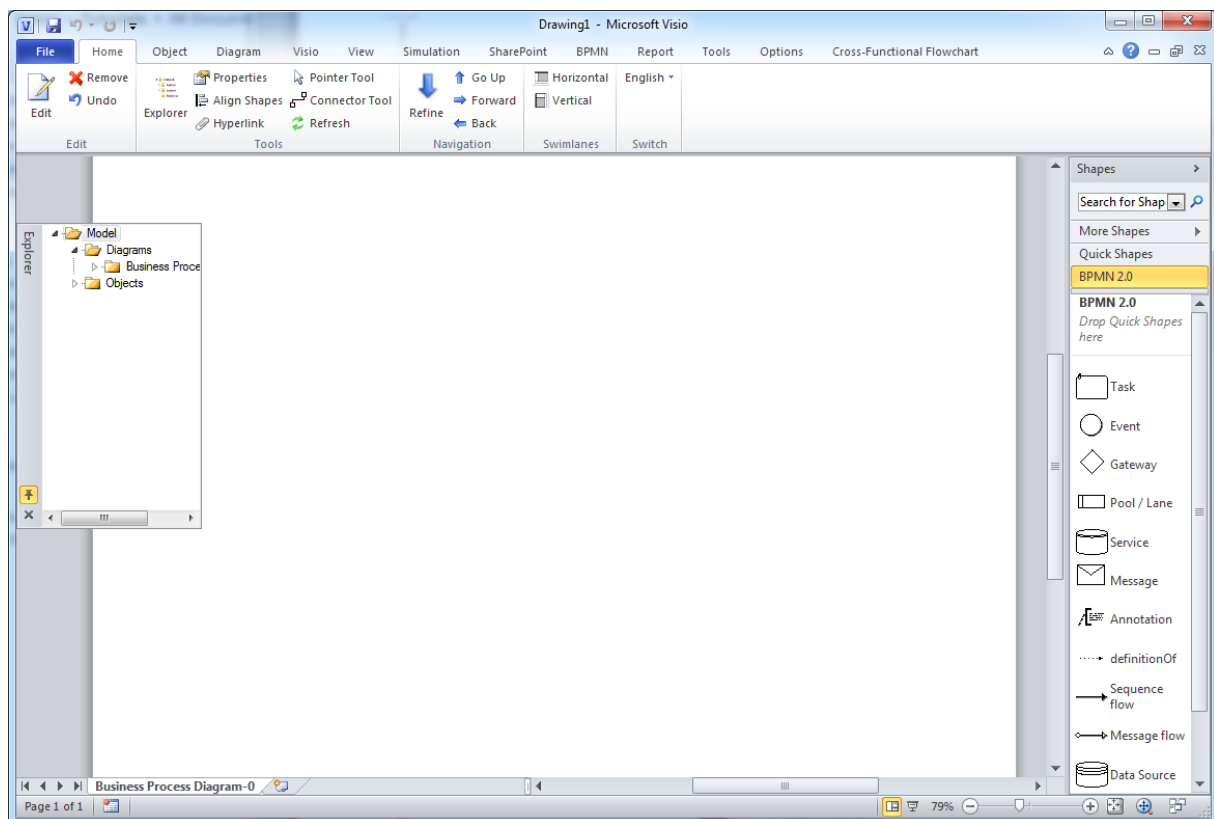 Drawing1 - Microsoft Visio
File Home Object Diagram Visio View Simulation SharePoint BPMN Report Tools Options Cross-Functional Flowchart
Edit
Remove
Undo
Edit
Explorer
Properties
Align Shapes
Hyperlink
Pointer Tool
Connector Tool
Refresh
Tools
Refine
Go Up
Forward
Back
Navigation
Horizontal
Vertical
Swimlanes
English
Switch
Explorer
Model
Diagrams
Business Proce
Objects
Shapes
Search for Shap
More Shapes
Quick Shapes
BPMN 2.0
BPMN 2.0
Drop Quick Shapes
here
Task
Event
Gateway
Pool / Lane
Service
Message
Annotation
definitionOf
Sequence
flow
Message flow
Data Source
Business Process Diagram-0
Page 1 of 1
79%